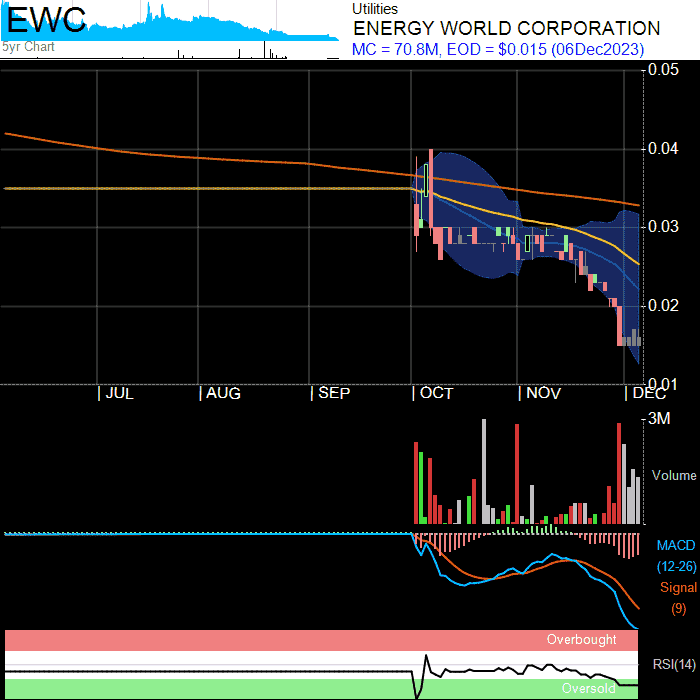 EWC
5yr Chart
Utilities
ENERGY WORLD CORPORATION
MC = 70.8M, EOD = $0.015 (06Dec2023)
0.05
0.04
0.03
0.02
0.01
JUL
AUG
SEP
OCT
NOV
DEC
3M
Volume
MACD
(12-26)
Signal
(9)
Overbought
RSI(14)
Oversold